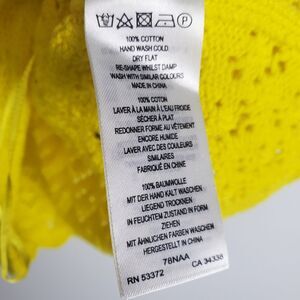 100% COTTON
HAND WASH COLD
DRY FLAT
RE-SHAPE WHILST DAMP
WASH WITH SIMILAR COLOURS
MADE IN CHINA
100% COTON
LAVER À LA MAIN À L'EAU FROIDE
SÉCHER À PLAT
REDONNER FORME AU VÊTEMENT
ENCORE HUMIDE
LAVER AVEC DES COULEURS
SIMILAIRES
FABRIQUÉ EN CHINE
100% BAUMWOLLE
MIT DER HAND KALT WASCHEN
LIEGEND TROCKNEN
IN FEUCHTEM ZUSTAND IN FORM
ZIEHEN
MIT ÄHNLICHEN FARBEN WASCHEN
HERGESTELLT IN CHINA
78NAA
RN 53372 CA 34338